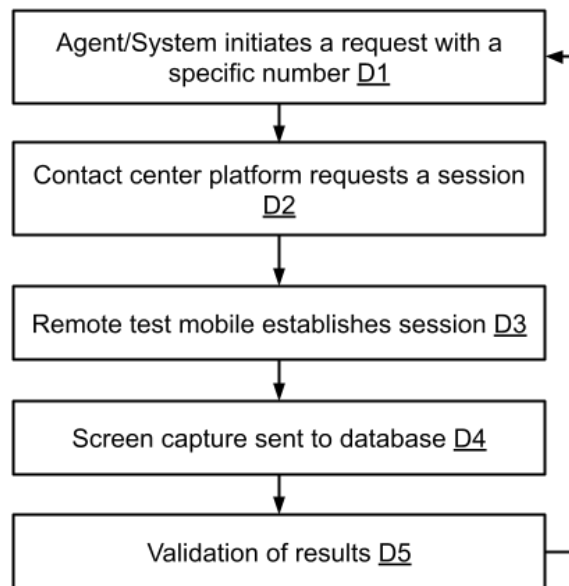 Agent/System initiates a request with a
specific number D1
Contact center platform requests a session
D2
Remote test mobile establishes session D3
Screen capture sent to database D4
Validation of results D5